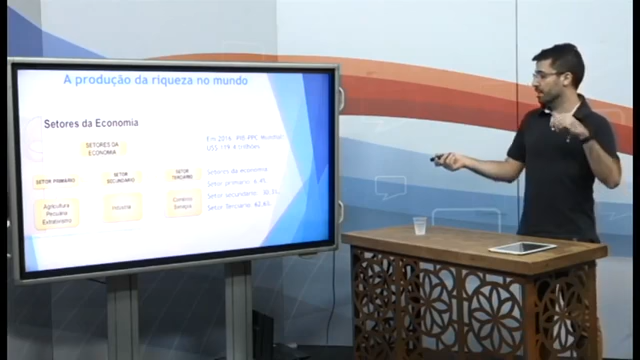 A produção da riqueza no mundo
Setores da Economia
SETORES DA
ECONOMIA
SETOR PRIMÁRIO
SETOR
SECUNDÁRIO
SETOR
TERCIÁRIO
Agricultura
Pecuária
Extrativismo
Indústria
Comércio
Serviços
Em 2016: PIB-PPC Mundial:
US$ 119,4 trilhões
Setores da economia
Setor primário: 6,4%
Setor secundário: 30,1%
Setor Terciário: 62,6%